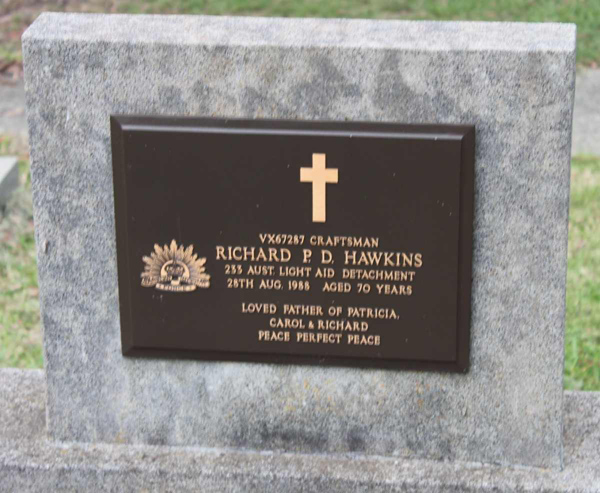 VX67287 CRAFTSMAN
RICHARD P. D. HAWKINS
233 AUST. LIGHT AID DETACHMENT
28TH AUG. 1988 AGED 70 YEARS
LOVED FATHER OF PATRICIA,
CAROL & RICHARD
PEACE PERFECT PEACE